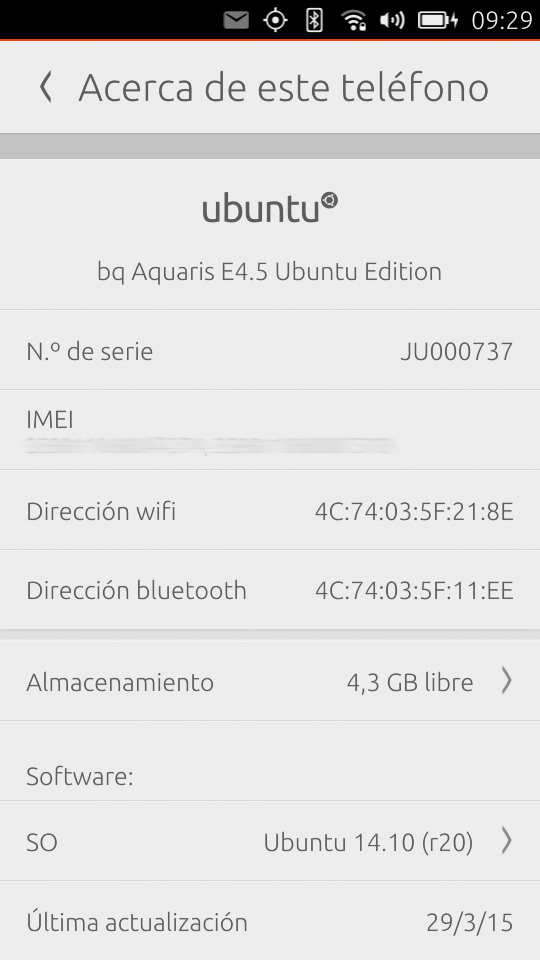 09:29
Acerca de este teléfono
ubuntu
bq Aquaris E4.5 Ubuntu Edition
N.º de serie JU000737
IMEI
Dirección wifi 4C:74:03:5F:21:8E
Dirección bluetooth 4C:74:03:5F:11:EE
Almacenamiento 4,3 GB libre
Software:
SO Ubuntu 14.10 (r20)
Última actualización 29/3/15